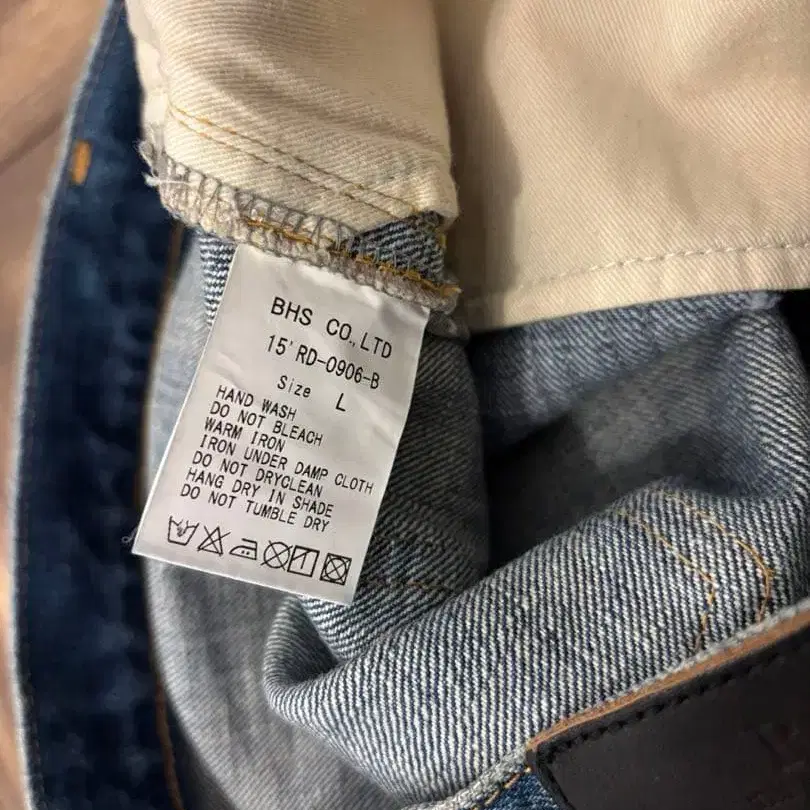 BHS CO.,LTD
15' RD-0906-B
Size L
HAND WASH
DO NOT BLEACH
WARM IRON
IRON UNDER DAMP CLOTH
DO NOT DRYCLEAN
HANG DRY IN SHADE
DO NOT TUMBLE DRY